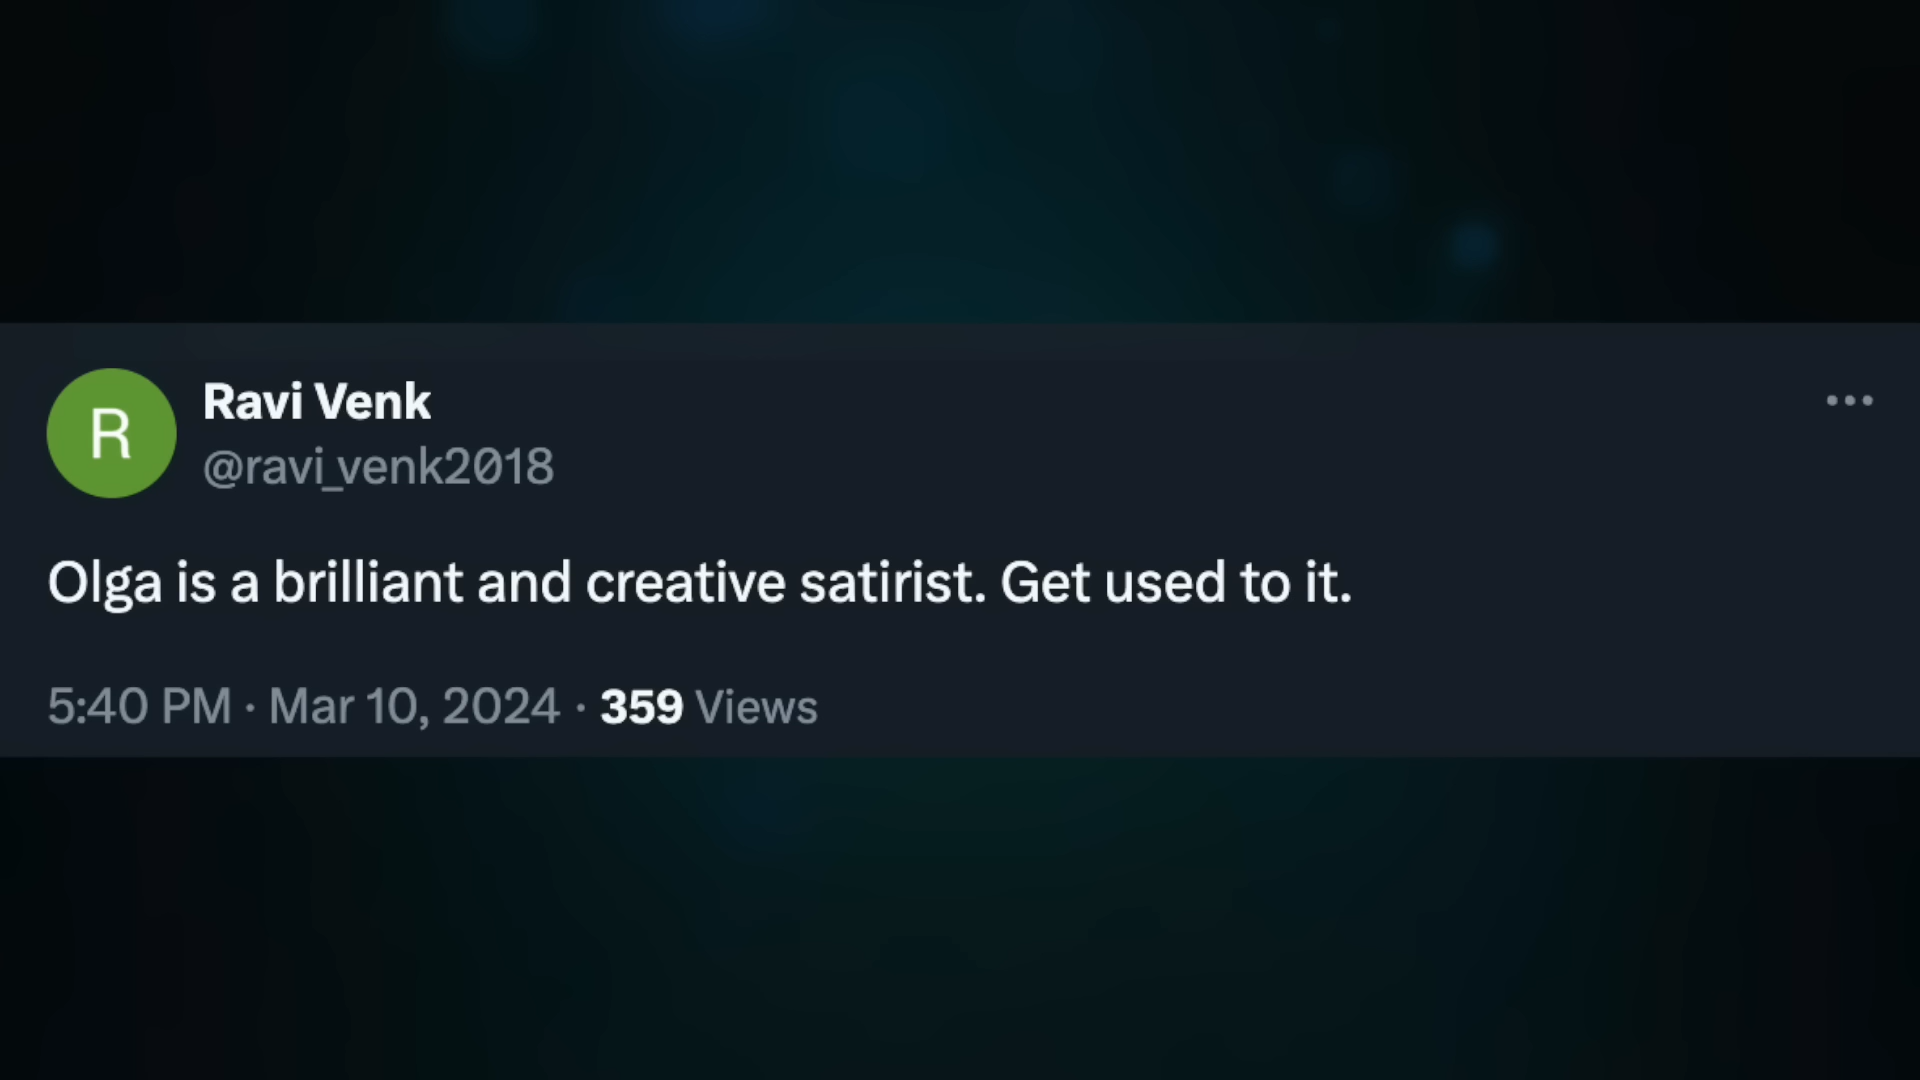 R
Ravi Venk
@ravi_venk2018
Olga is a brilliant and creative satirist. Get used to it.
5:40 PM · Mar 10, 2024 · 359 Views